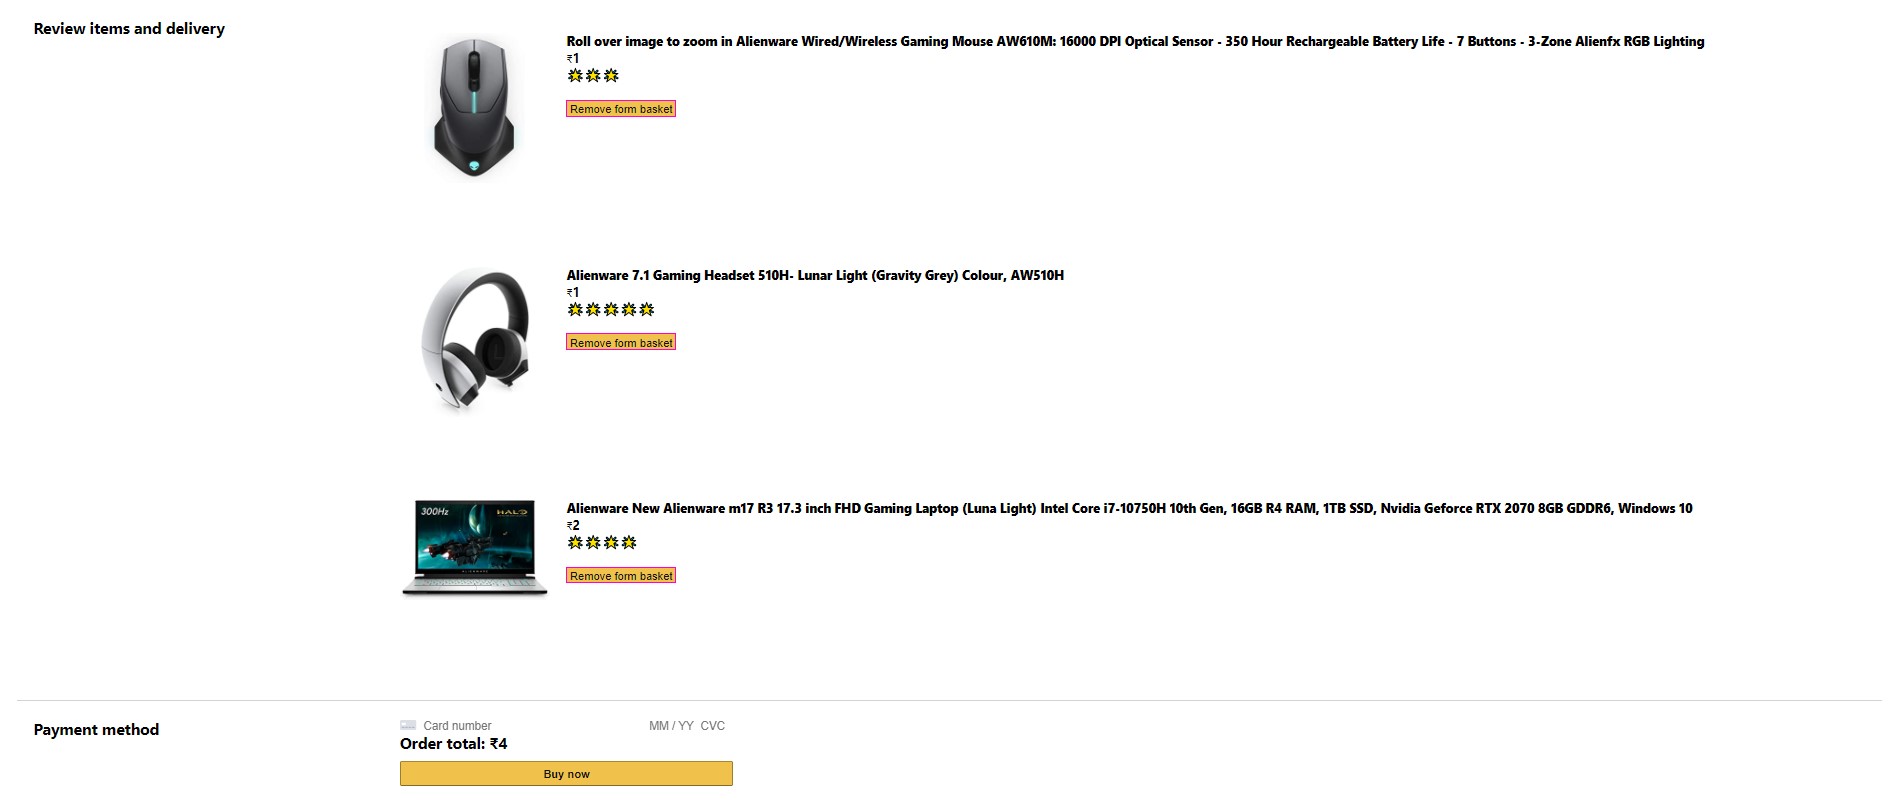 Review items and delivery
Roll over image to zoom in Alienware Wired/Wireless Gaming Mouse AW610M: 16000 DPI Optical Sensor - 350 Hour Rechargeable Battery Life - 7 Buttons - 3-Zone Alienfx RGB Lighting
₹1
Remove form basket
Alienware 7.1 Gaming Headset 510H- Lunar Light (Gravity Grey) Colour, AW510H
₹1
Remove form basket
300Hz
HALO
ALIENWARE
Alienware New Alienware m17 R3 17.3 inch FHD Gaming Laptop (Luna Light) Intel Core i7-10750H 10th Gen, 16GB R4 RAM, 1TB SSD, Nvidia Geforce RTX 2070 8GB GDDR6, Windows 10
₹2
Remove form basket
Payment method
Card number MM / YY CVC
Order total: ₹4
Buy now